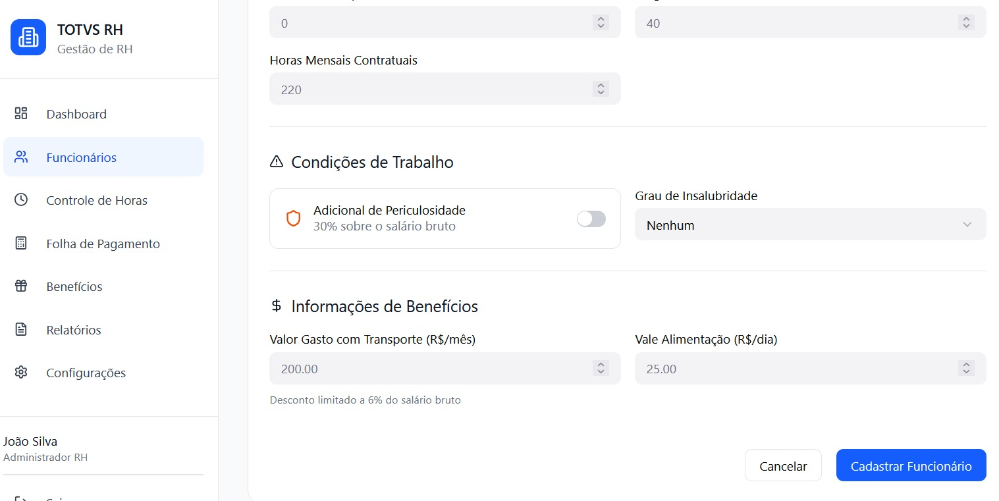 TOTVS RH
Gestão de RH
Dashboard
Funcionários
Controle de Horas
Folha de Pagamento
Benefícios
Relatórios
Configurações
João Silva
Administrador RH
0
40
Horas Mensais Contratuais
220
Condições de Trabalho
Adicional de Periculosidade
30% sobre o salário bruto
Grau de Insalubridade
Nenhum
Informações de Benefícios
Valor Gasto com Transporte (R$/mês)
200.00
Desconto limitado a 6% do salário bruto
Vale Alimentação (R$/dia)
25.00
Cancelar
Cadastrar Funcionário